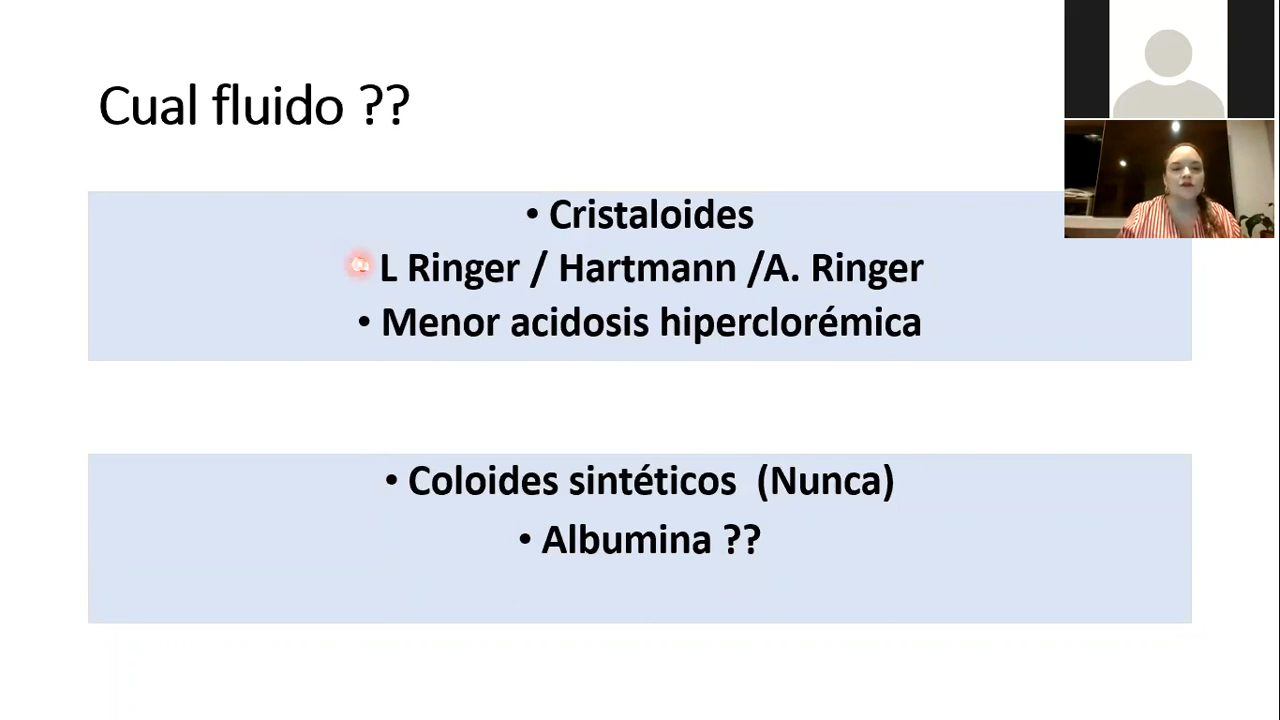 Cual fluido ??
• Cristaloides
L Ringer / Hartmann /A. Ringer
• Menor acidosis hiperclorémica
• Coloides sintéticos (Nunca)
• Albumina ??